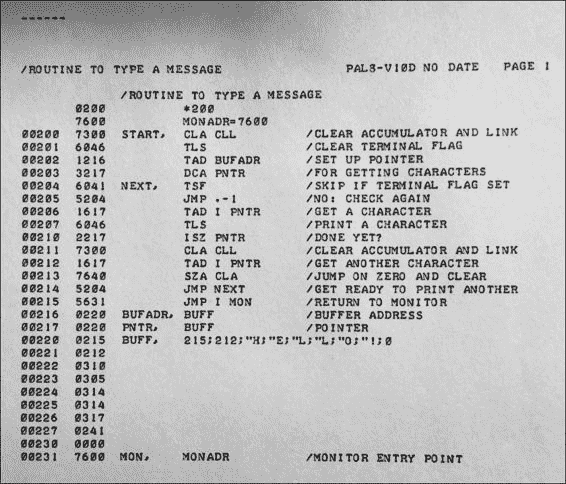 ------
/ROUTINE TO TYPE A MESSAGE PAL8-V10D NO DATE PAGE 1
/ROUTINE TO TYPE A MESSAGE
0200 *200
7600 MONADR=7600
00200 7300 START, CLA CLL /CLEAR ACCUMULATOR AND LINK
00201 6046 TLS /CLEAR TERMINAL FLAG
00202 1216 TAD BUFADR /SET UP POINTER
00203 3217 DCA PNTR /FOR GETTING CHARACTERS
00204 6041 NEXT, TSF /SKIP IF TERMINAL FLAG SET
00205 5204 JMP .-1 /NO: CHECK AGAIN
00206 1617 TAD I PNTR /GET A CHARACTER
00207 6046 TLS /PRINT A CHARACTER
00210 2217 ISZ PNTR /DONE YET?
00211 7300 CLA CLL /CLEAR ACCUMULATOR AND LINK
00212 1617 TAD I PNTR /GET ANOTHER CHARACTER
00213 7640 SZA CLA /JUMP ON ZERO AND CLEAR
00214 5204 JMP NEXT /GET READY TO PRINT ANOTHER
00215 5631 JMP I MON /RETURN TO MONITOR
00216 0220 BUFADR, BUFF /BUFFER ADDRESS
00217 0220 PNTR, BUFF /POINTER
00220 0215 BUFF, 215;212;"H;"E;"L;"L;"O;"!;0
00221 0212
00222 0310
00223 0305
00224 0314
00225 0314
00226 0317
00227 0241
00230 0000
00231 7600 MON, MONADR /MONITOR ENTRY POINT